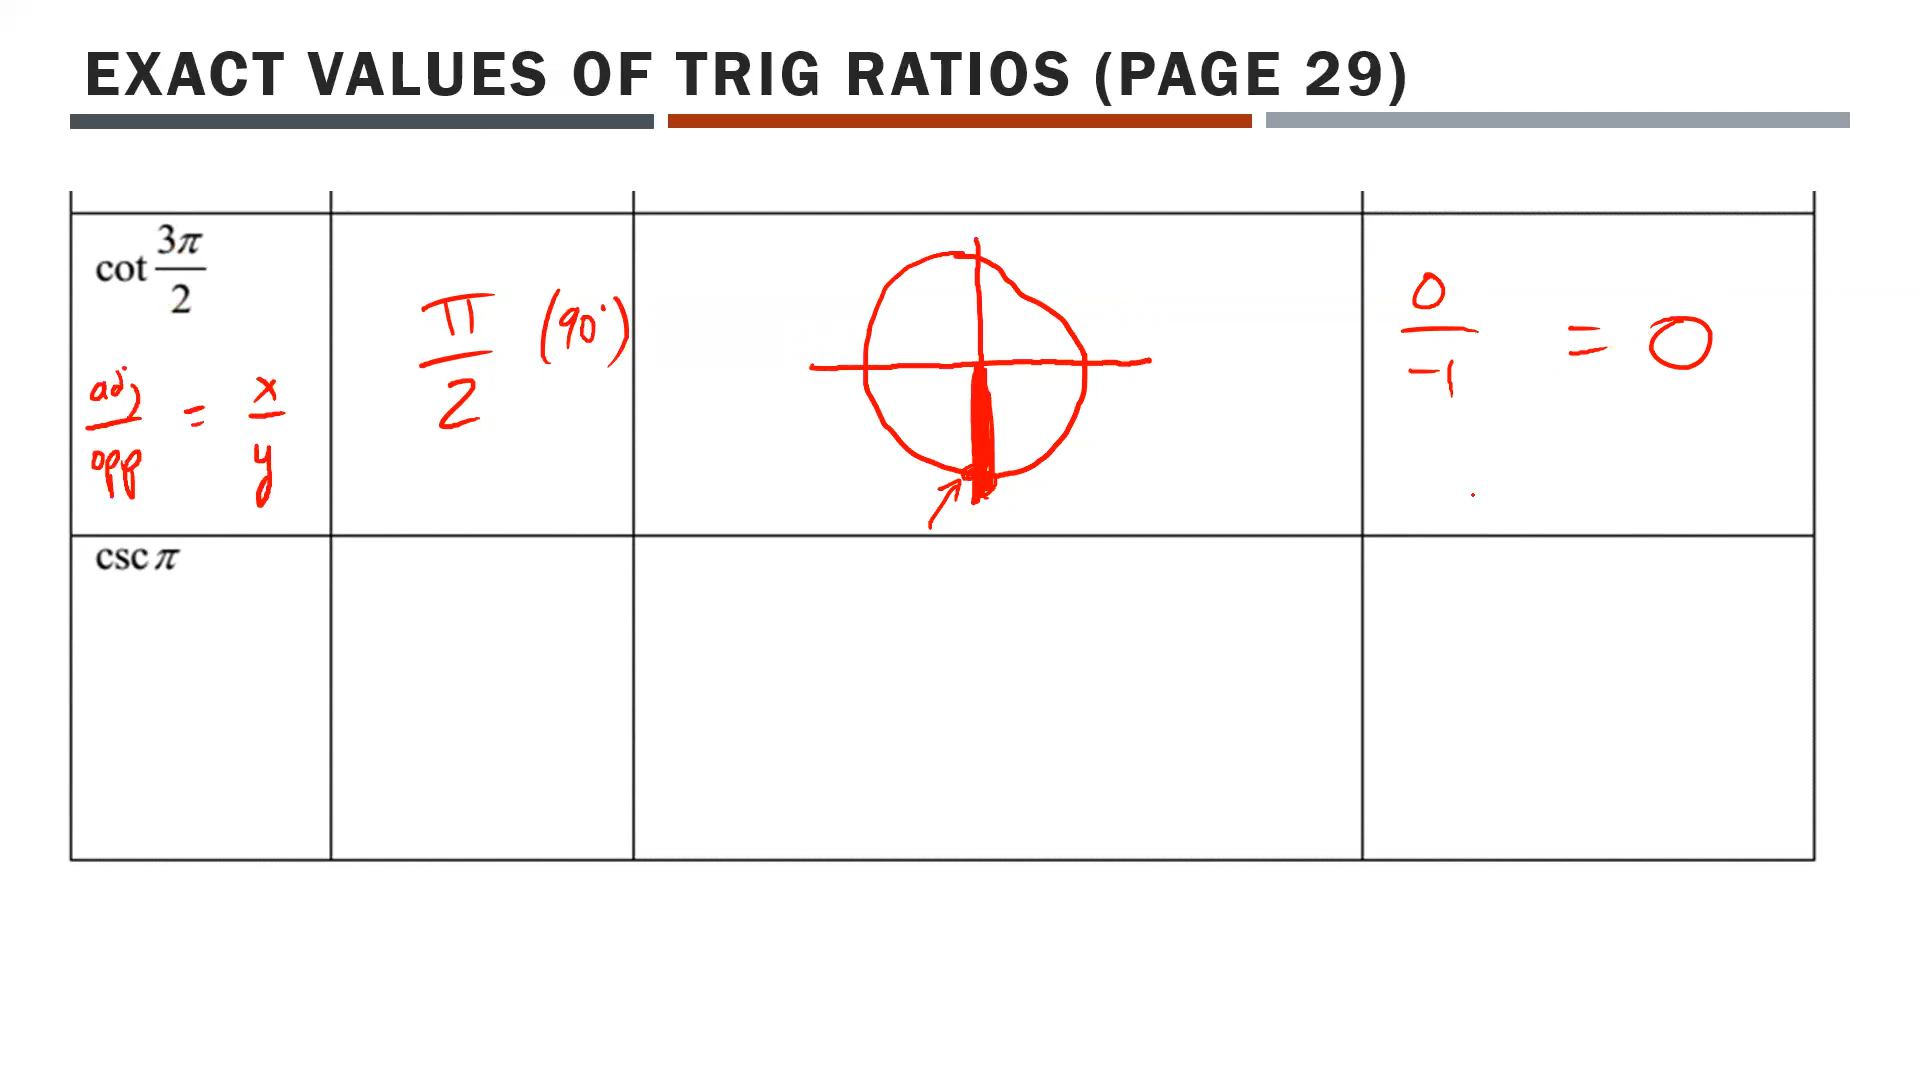 EXACT VALUES OF TRIG RATIOS (PAGE 29)
cot 3π/2
adj/opp = x/y
π/2 (90°)
0/-1 = 0
csc π